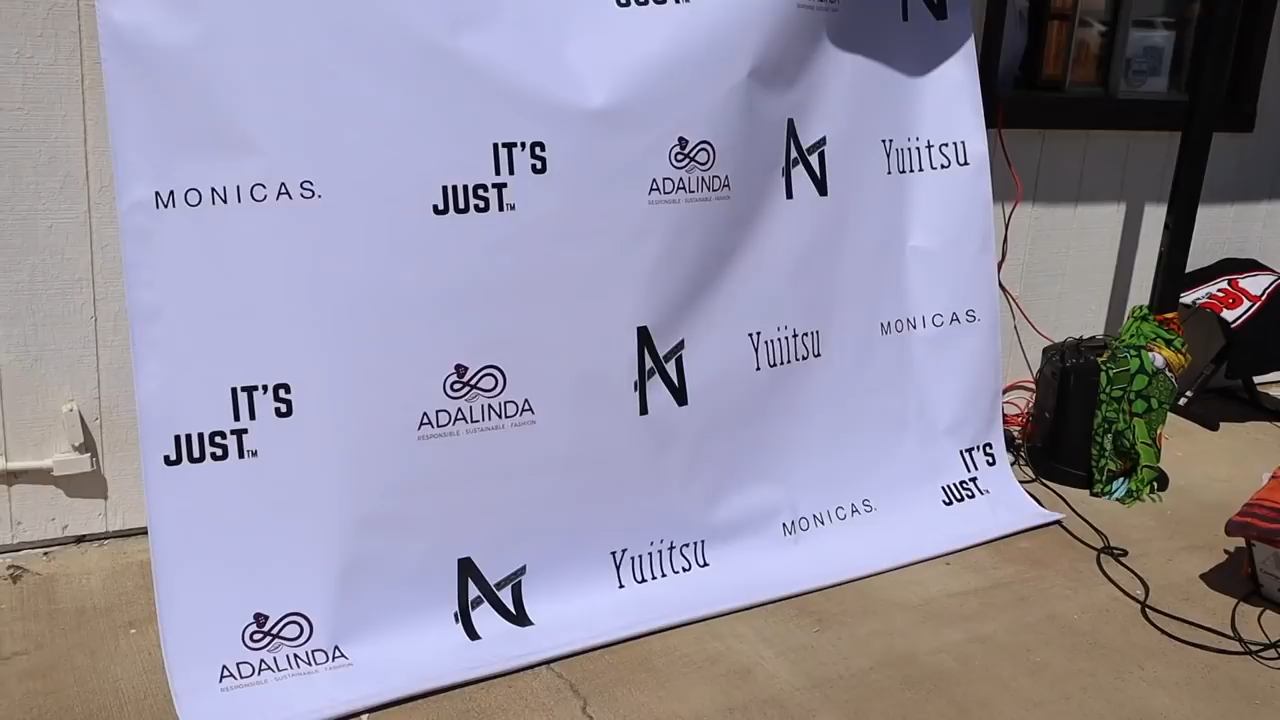 JUST™
MONICAS.
IT'S
JUST™
ADALINDA
RESPONSIBLE · SUSTAINABLE · FASHION
N
Yuiitsu
IT'S
JUST™
ADALINDA
RESPONSIBLE · SUSTAINABLE · FASHION
N
Yuiitsu
MONICAS.
ADALINDA
RESPONSIBLE · SUSTAINABLE · FASHION
N
Yuiitsu
MONICAS.
IT'S
JUST™